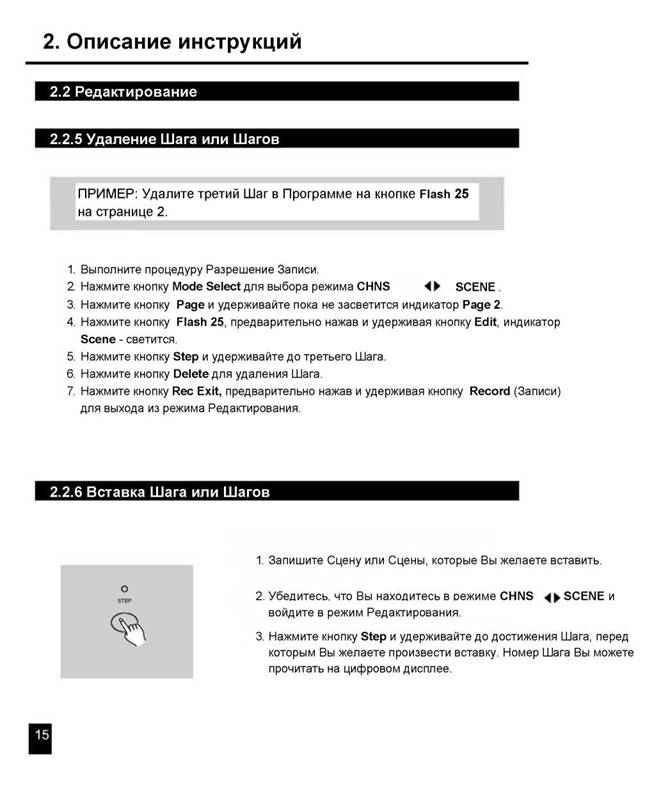 2. Описание инструкций
2.2 Редактирование
2.2.5 Удаление Шага или Шагов
ПРИМЕР: Удалите третий Шаг в Программе на кнопке Flash 25
на странице 2.
1. Выполните процедуру Разрешение Записи.
2. Нажмите кнопку Mode Select для выбора режима CHNS ◄► SCENE .
3. Нажмите кнопку Page и удерживайте пока не засветится индикатор Page 2.
4. Нажмите кнопку Flash 25, предварительно нажав и удерживая кнопку Edit, индикатор
Scene - светится.
5. Нажмите кнопку Step и удерживайте до третьего Шага.
6. Нажмите кнопку Delete для удаления Шага.
7. Нажмите кнопку Rec Exit, предварительно нажав и удерживая кнопку Record (Записи)
для выхода из режима Редактирования.
2.2.6 Вставка Шага или Шагов
1. Запишите Сцену или Сцены, которые Вы желаете вставить.
STEP
2. Убедитесь, что Вы находитесь в режиме CHNS ◄► SCENE и
войдите в режим Редактирования.
3. Нажмите кнопку Step и удерживайте до достижения Шага, перед
которым Вы желаете произвести вставку. Номер Шага Вы можете
прочитать на цифровом дисплее.
15